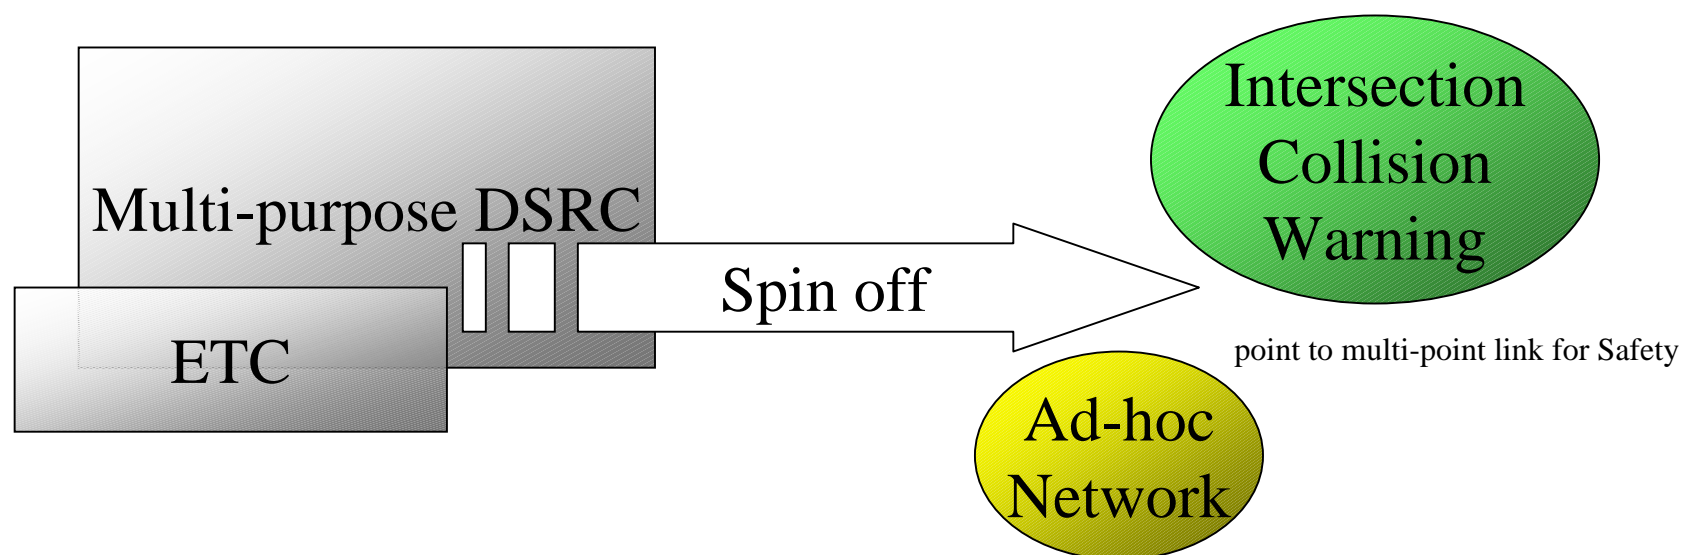 Multi-purpose DSRC
ETC
Spin off
Intersection
Collision
Warning
point to multi-point link for Safety
Ad-hoc
Network